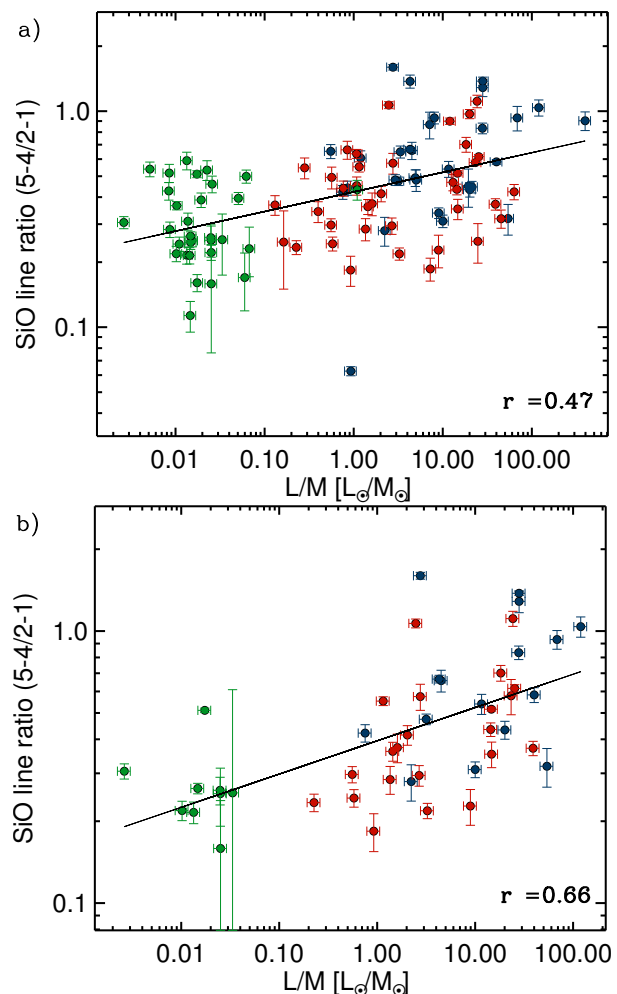 a)
SiO line ratio (5-4/2-1)
1.0
0.1
r =0.47
0.01 0.10 1.00 10.00 100.00
L/M [L☉/M☉]
b)
SiO line ratio (5-4/2-1)
1.0
0.1
r =0.66
0.01 0.10 1.00 10.00 100.00
L/M [L☉/M☉]